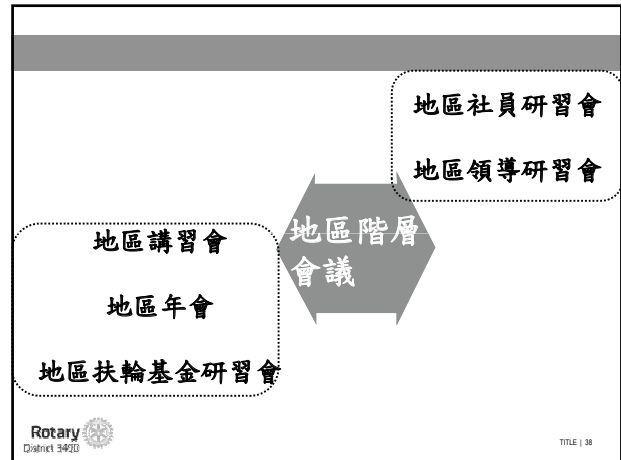 地區社員研習會
地區領導研習會
地區階層
會議
地區講習會
地區年會
地區扶輪基金研習會
Rotary
District
TITLE | 38